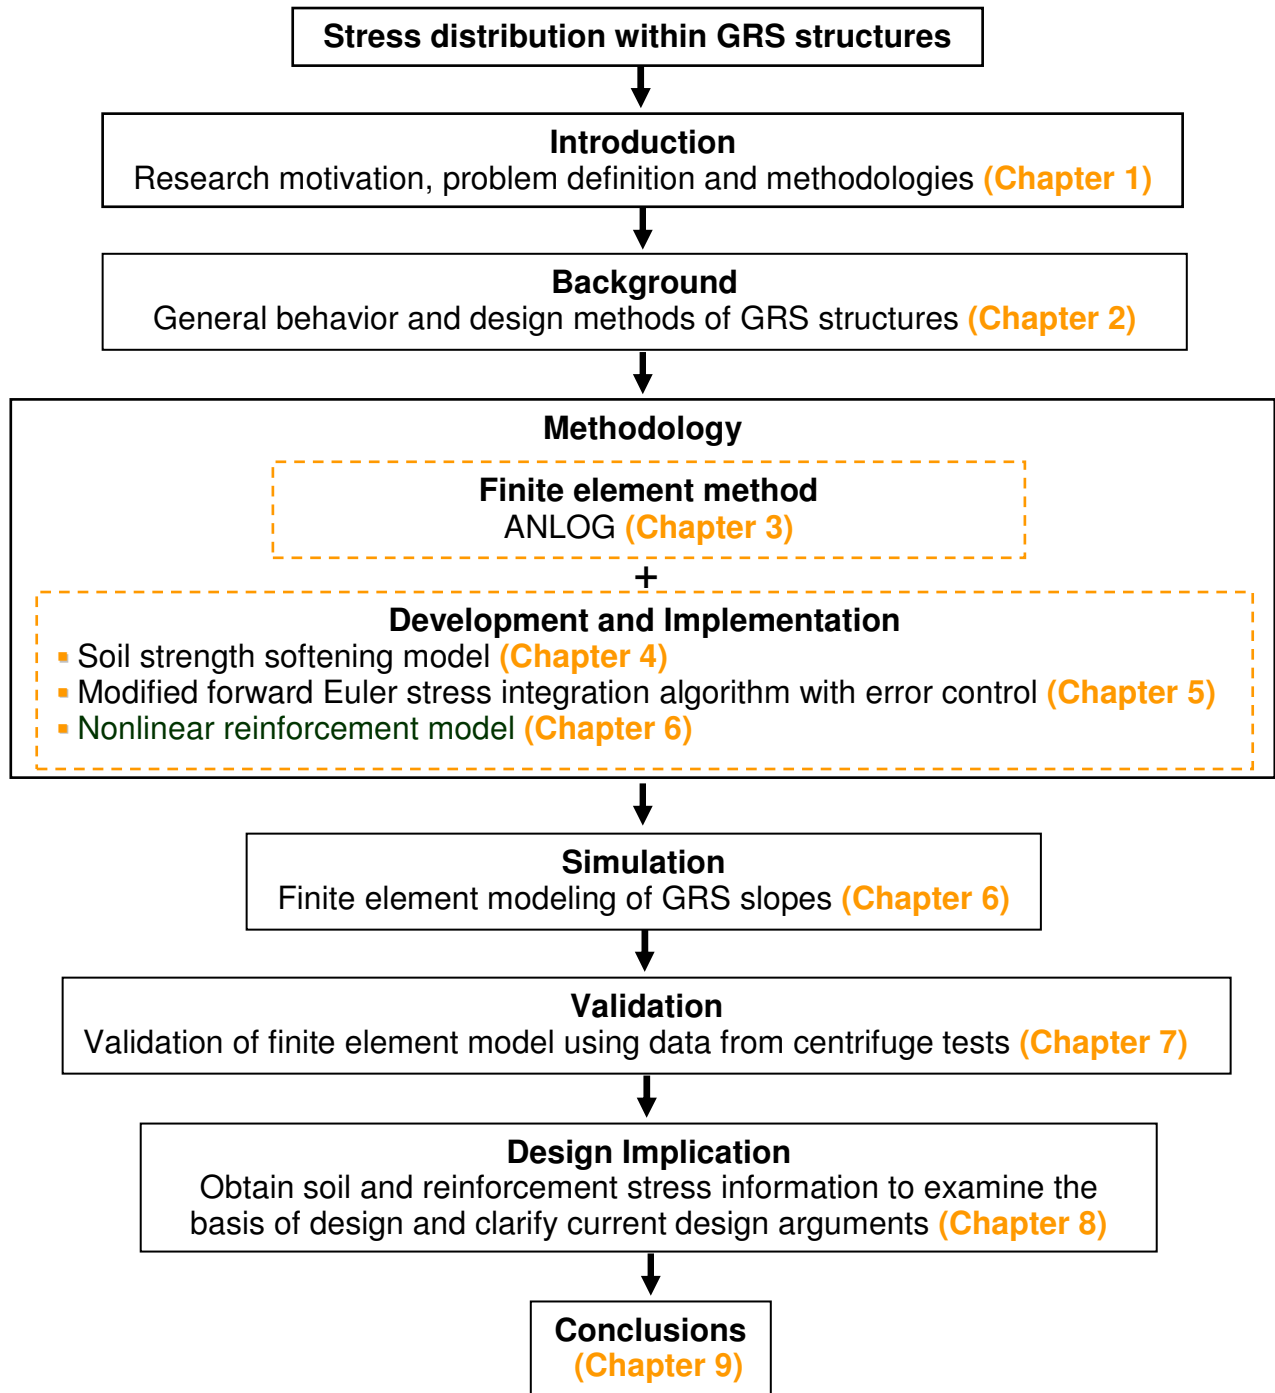 Stress distribution within GRS structures
Introduction
Research motivation, problem definition and methodologies (Chapter 1)
Background
General behavior and design methods of GRS structures (Chapter 2)
Methodology
Finite element method
ANLOG (Chapter 3)
+
Development and Implementation
▪ Soil strength softening model (Chapter 4)
▪ Modified forward Euler stress integration algorithm with error control (Chapter 5)
▪ Nonlinear reinforcement model (Chapter 6)
Simulation
Finite element modeling of GRS slopes (Chapter 6)
Validation
Validation of finite element model using data from centrifuge tests (Chapter 7)
Design Implication
Obtain soil and reinforcement stress information to examine the
basis of design and clarify current design arguments (Chapter 8)
Conclusions
(Chapter 9)